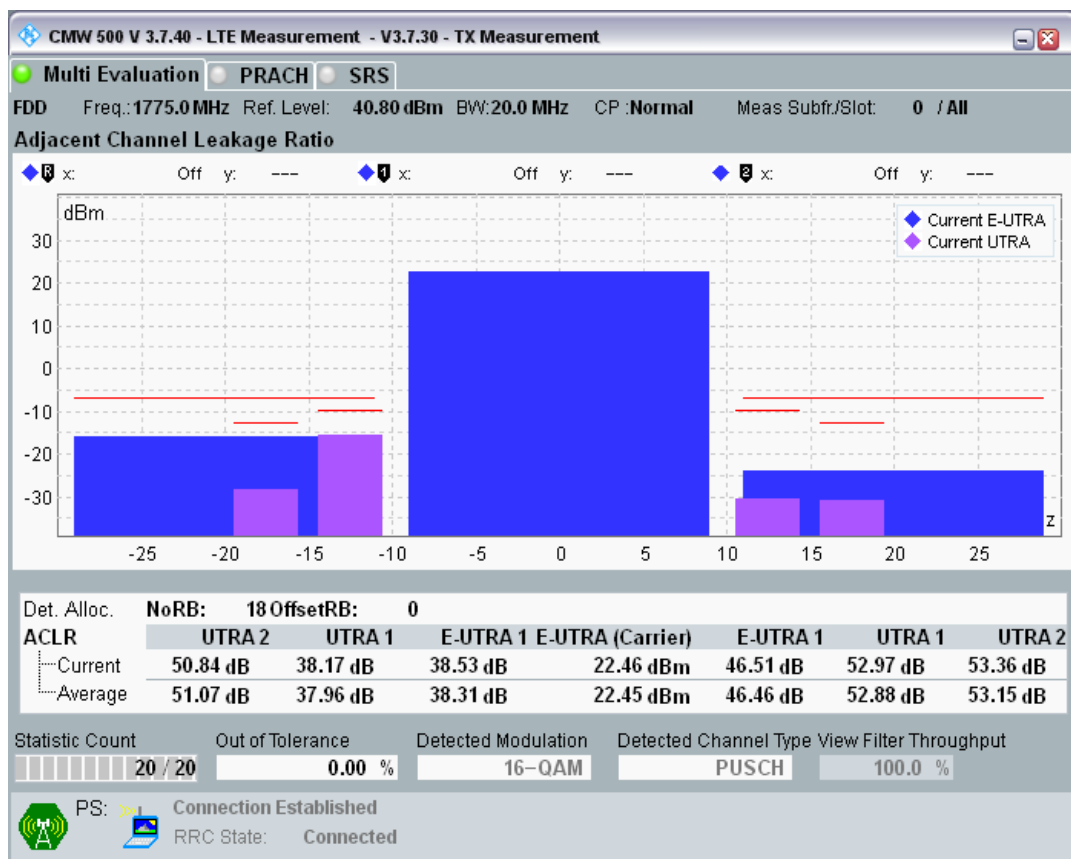 CMW 500 V 3.7.40 - LTE Measurement - V3.7.30 - TX Measurement
Multi Evaluation PRACH SRS
FDD Freq.:1775.0 MHz Ref. Level: 40.80 dBm BW:20.0 MHz CP :Normal Meas Subfr./Slot: 0 / All
Adjacent Channel Leakage Ratio
R x: Off y: --- 1 x: Off y: --- 2 x: Off y: ---
dBm
Current E-UTRA
Current UTRA
30
20
10
0
-10
-20
-30
z
-25 -20 -15 -10 -5 0 5 10 15 20 25
Det. Alloc. NoRB: 18 OffsetRB: 0
ACLR UTRA 2 UTRA 1 E-UTRA 1 E-UTRA (Carrier) E-UTRA 1 UTRA 1 UTRA 2
Current 50.84 dB 38.17 dB 38.53 dB 22.46 dBm 46.51 dB 52.97 dB 53.36 dB
Average 51.07 dB 37.96 dB 38.31 dB 22.45 dBm 46.46 dB 52.88 dB 53.15 dB
Statistic Count Out of Tolerance Detected Modulation Detected Channel Type View Filter Throughput
20 / 20 0.00 % 16-QAM PUSCH 100.0 %
PS: Connection Established
RRC State: Connected